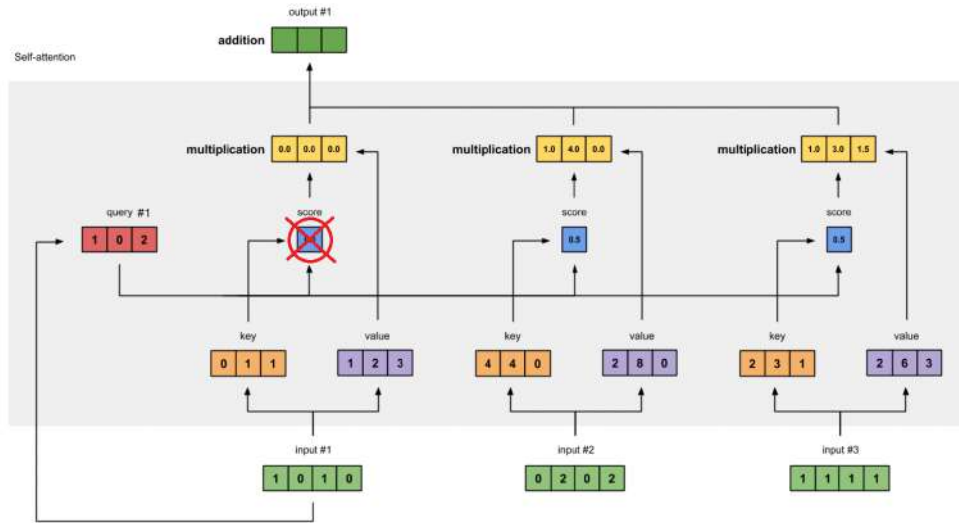 output #1
addition
Self-attention
multiplication 0.0 0.0 0.0
multiplication 1.0 4.0 0.0
multiplication 1.0 3.0 1.5
query #1
score
score
score
1 0 2
0.5
0.5
key
value
key
value
key
value
0 1 1
1 2 3
4 4 0
2 8 0
2 3 1
2 6 3
input #1
input #2
input #3
1 0 1 0
0 2 0 2
1 1 1 1